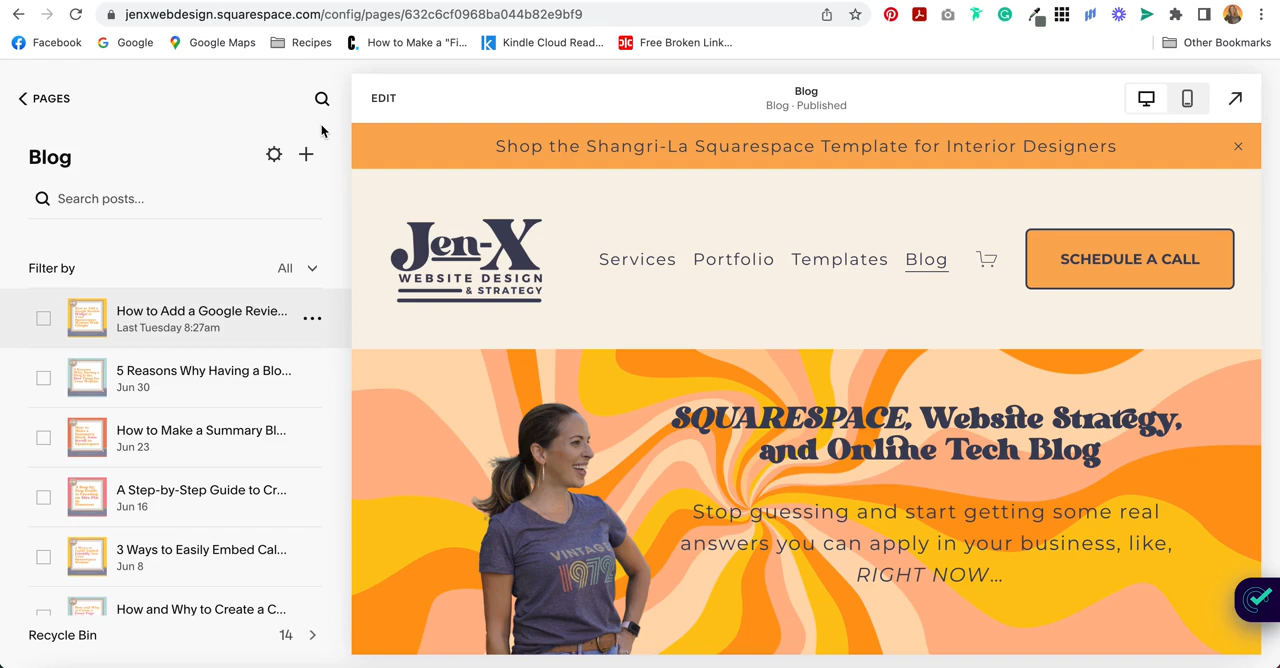 jenxwebdesign.squarespace.com/config/pages/632c6cf0968ba044b82e9bf9
Facebook
Google
Google Maps
Recipes
How to Make a "Fi...
Kindle Cloud Read...
Free Broken Link...
Other Bookmarks
PAGES
Blog
Search posts...
Filter by
All
How to Add a Google Revie...
Last Tuesday 8:27am
5 Reasons Why Having a Blo...
Jun 30
How to Make a Summary Bl...
Jun 23
A Step-by-Step Guide to Cr...
Jun 16
3 Ways to Easily Embed Cal...
Jun 8
How and Why to Create a C...
Recycle Bin
14
EDIT
Blog
Blog · Published
Shop the Shangri-La Squarespace Template for Interior Designers
Jen-X
WEBSITE DESIGN
& STRATEGY
Services
Portfolio
Templates
Blog
SCHEDULE A CALL
SQUARESPACE, Website Strategy,
and Online Tech Blog
Stop guessing and start getting some real
answers you can apply in your business, like,
RIGHT NOW...
VINTAGE
1972